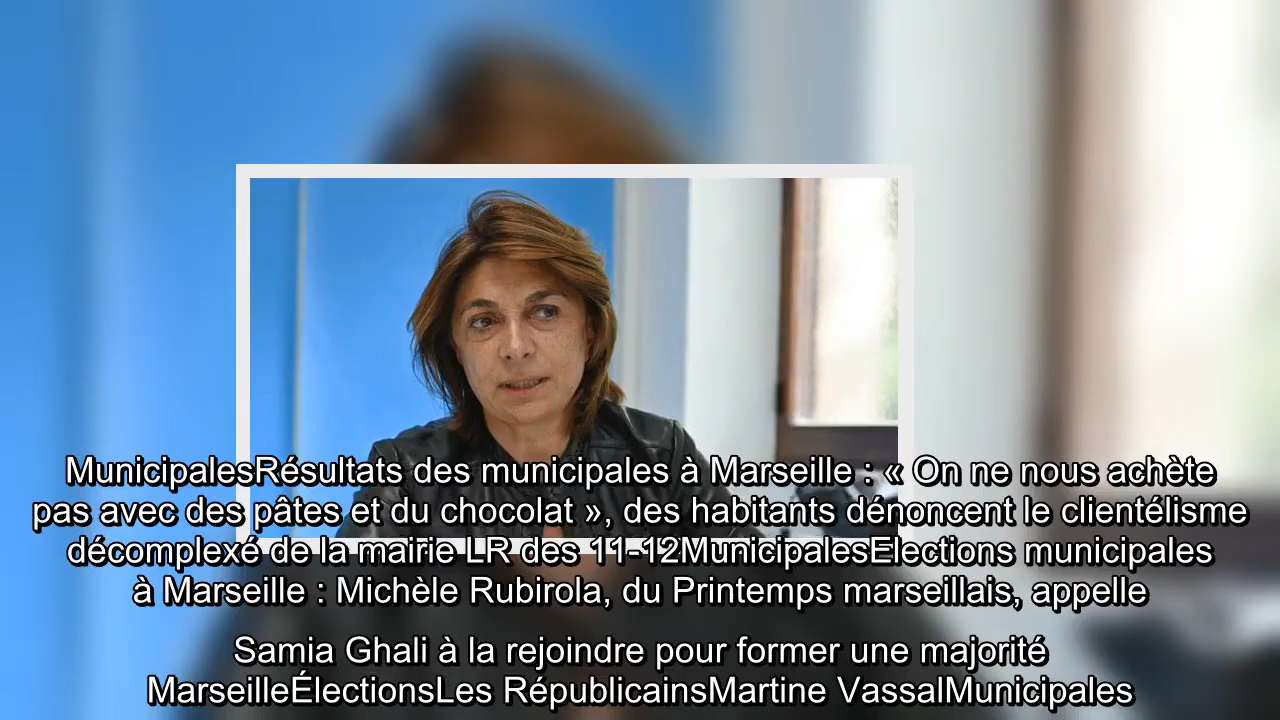 MunicipalesRésultats des municipales à Marseille : « On ne nous achète
pas avec des pâtes et du chocolat », des habitants dénoncent le clientélisme
décomplexé de la mairie LR des 11-12MunicipalesElections municipales
à Marseille : Michèle Rubirola, du Printemps marseillais, appelle
Samia Ghali à la rejoindre pour former une majorité
MarseilleÉlectionsLes RépublicainsMartine VassalMunicipales